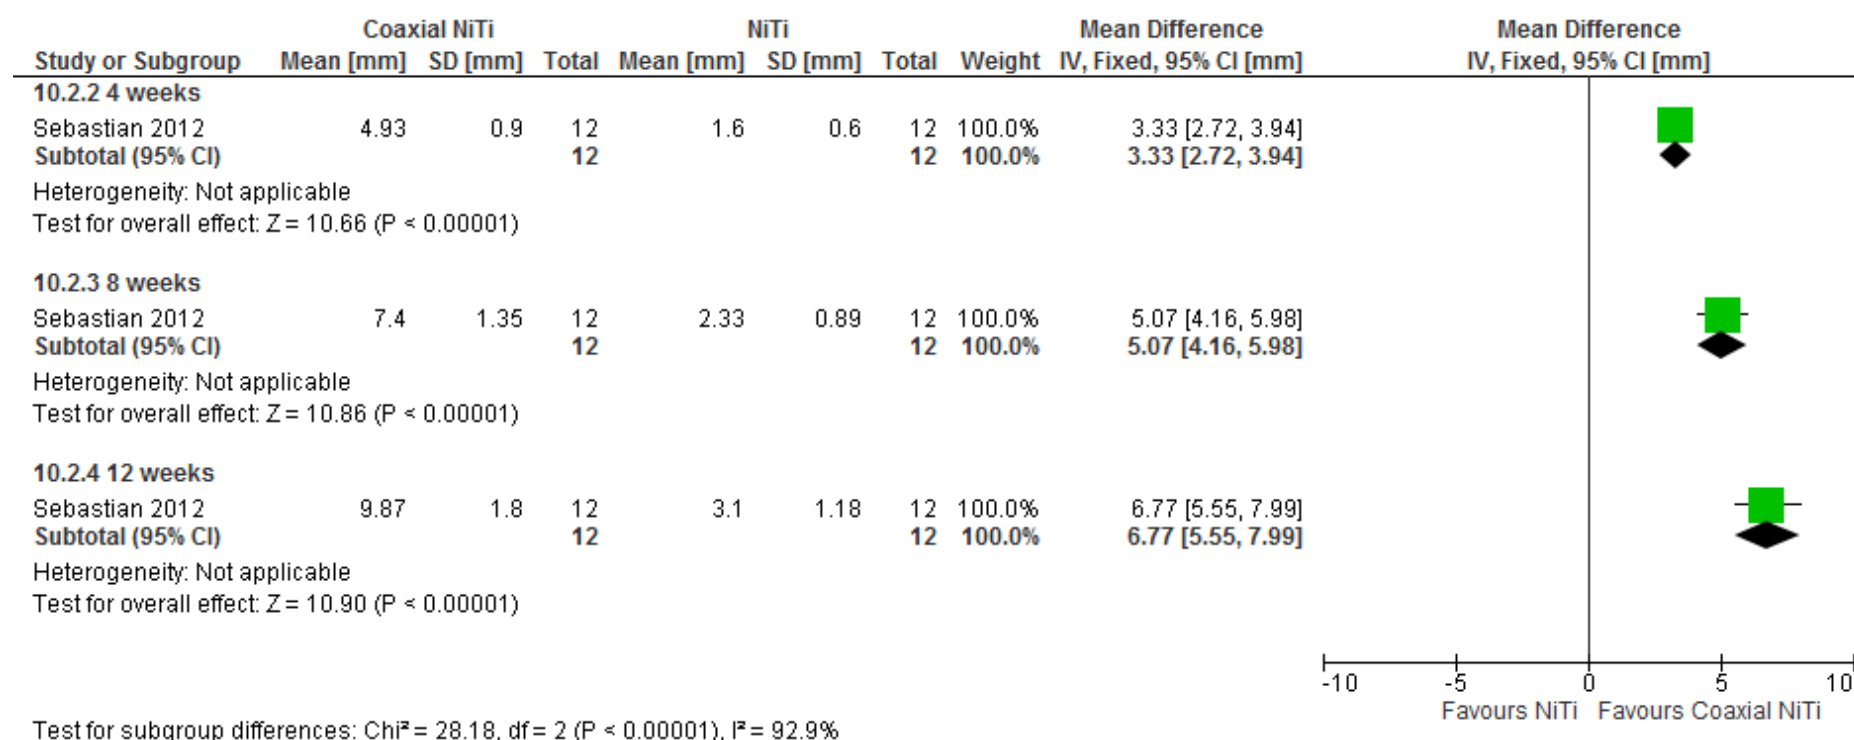 Coaxial NiTi NiTi Mean Difference Mean Difference
Study or Subgroup Mean [mm] SD [mm] Total Mean [mm] SD [mm] Total Weight IV, Fixed, 95% CI [mm] IV, Fixed, 95% CI [mm]
10.2.2 4 weeks
Sebastian 2012 4.93 0.9 12 1.6 0.6 12 100.0% 3.33 [2.72, 3.94]
Subtotal (95% CI) 12 12 100.0% 3.33 [2.72, 3.94]
Heterogeneity: Not applicable
Test for overall effect: Z = 10.66 (P < 0.00001)
10.2.3 8 weeks
Sebastian 2012 7.4 1.35 12 2.33 0.89 12 100.0% 5.07 [4.16, 5.98]
Subtotal (95% CI) 12 12 100.0% 5.07 [4.16, 5.98]
Heterogeneity: Not applicable
Test for overall effect: Z = 10.86 (P < 0.00001)
10.2.4 12 weeks
Sebastian 2012 9.87 1.8 12 3.1 1.18 12 100.0% 6.77 [5.55, 7.99]
Subtotal (95% CI) 12 12 100.0% 6.77 [5.55, 7.99]
Heterogeneity: Not applicable
Test for overall effect: Z = 10.90 (P < 0.00001)
-10 -5 0 5 10
Favours NiTi Favours Coaxial NiTi
Test for subgroup differences: Chi² = 28.18, df = 2 (P < 0.00001), I² = 92.9%